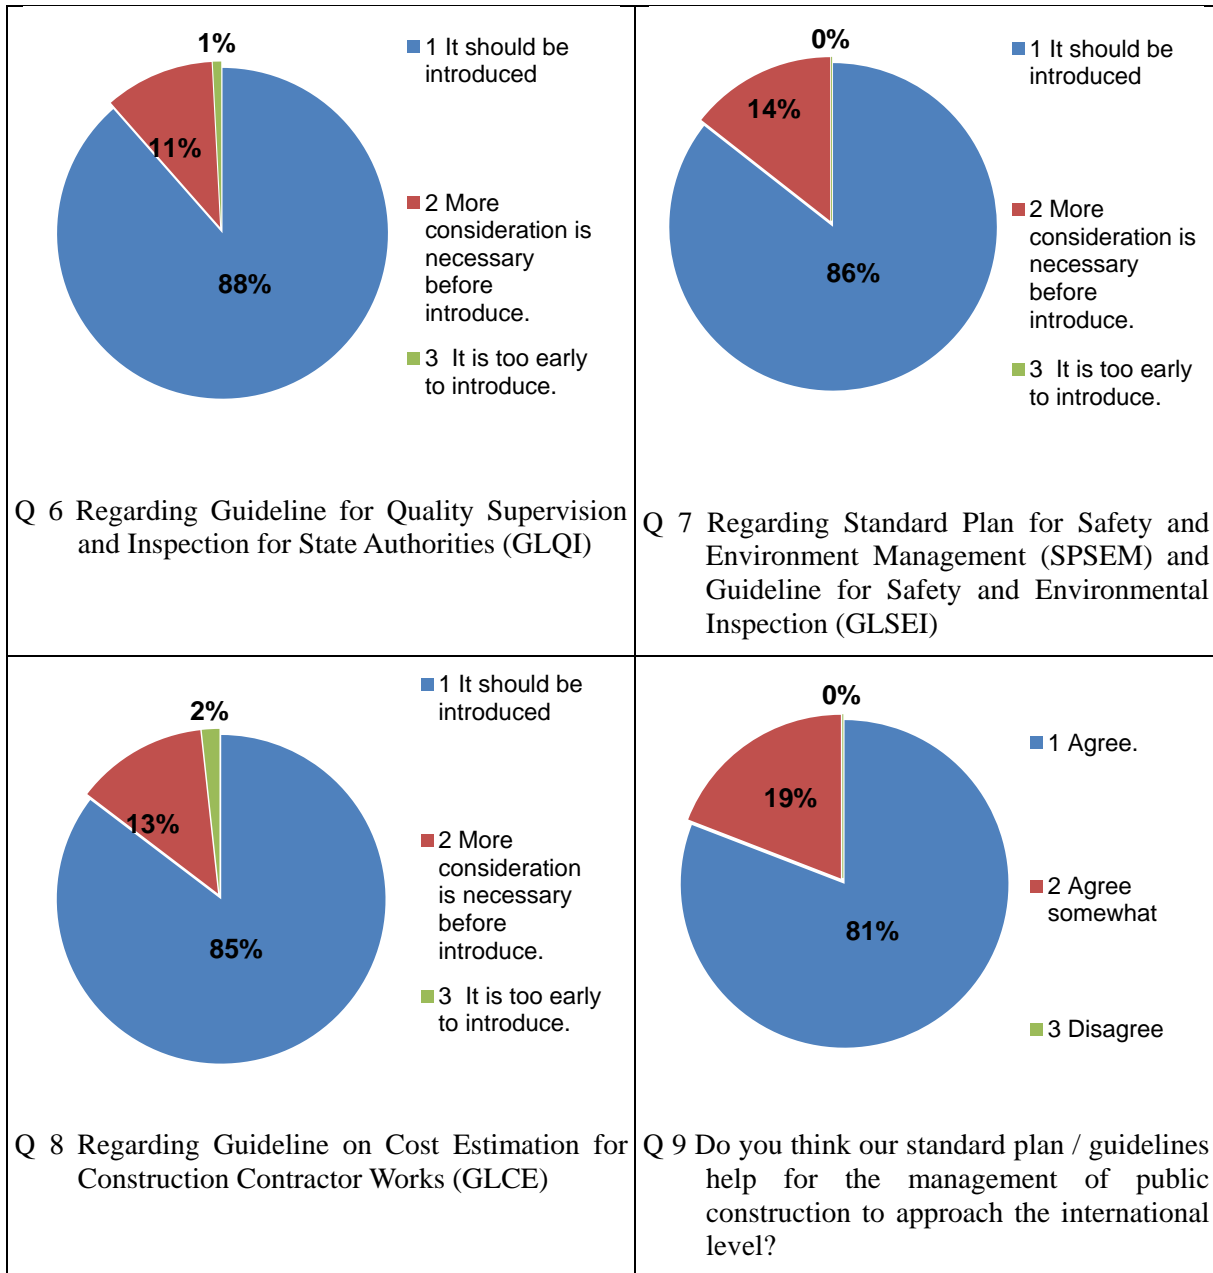 1%
11%
88%
1 It should be
introduced
2 More
consideration is
necessary
before
introduce.
3 It is too early
to introduce.
Q 6 Regarding Guideline for Quality Supervision
and Inspection for State Authorities (GLQI)
0%
14%
86%
1 It should be
introduced
2 More
consideration is
necessary
before
introduce.
3 It is too early
to introduce.
Q 7 Regarding Standard Plan for Safety and
Environment Management (SPSEM) and
Guideline for Safety and Environmental
Inspection (GLSEI)
2%
13%
85%
1 It should be
introduced
2 More
consideration
is necessary
before
introduce.
3 It is too early
to introduce.
Q 8 Regarding Guideline on Cost Estimation for
Construction Contractor Works (GLCE)
0%
19%
81%
1 Agree.
2 Agree
somewhat
3 Disagree
Q 9 Do you think our standard plan / guidelines
help for the management of public
construction to approach the international
level?